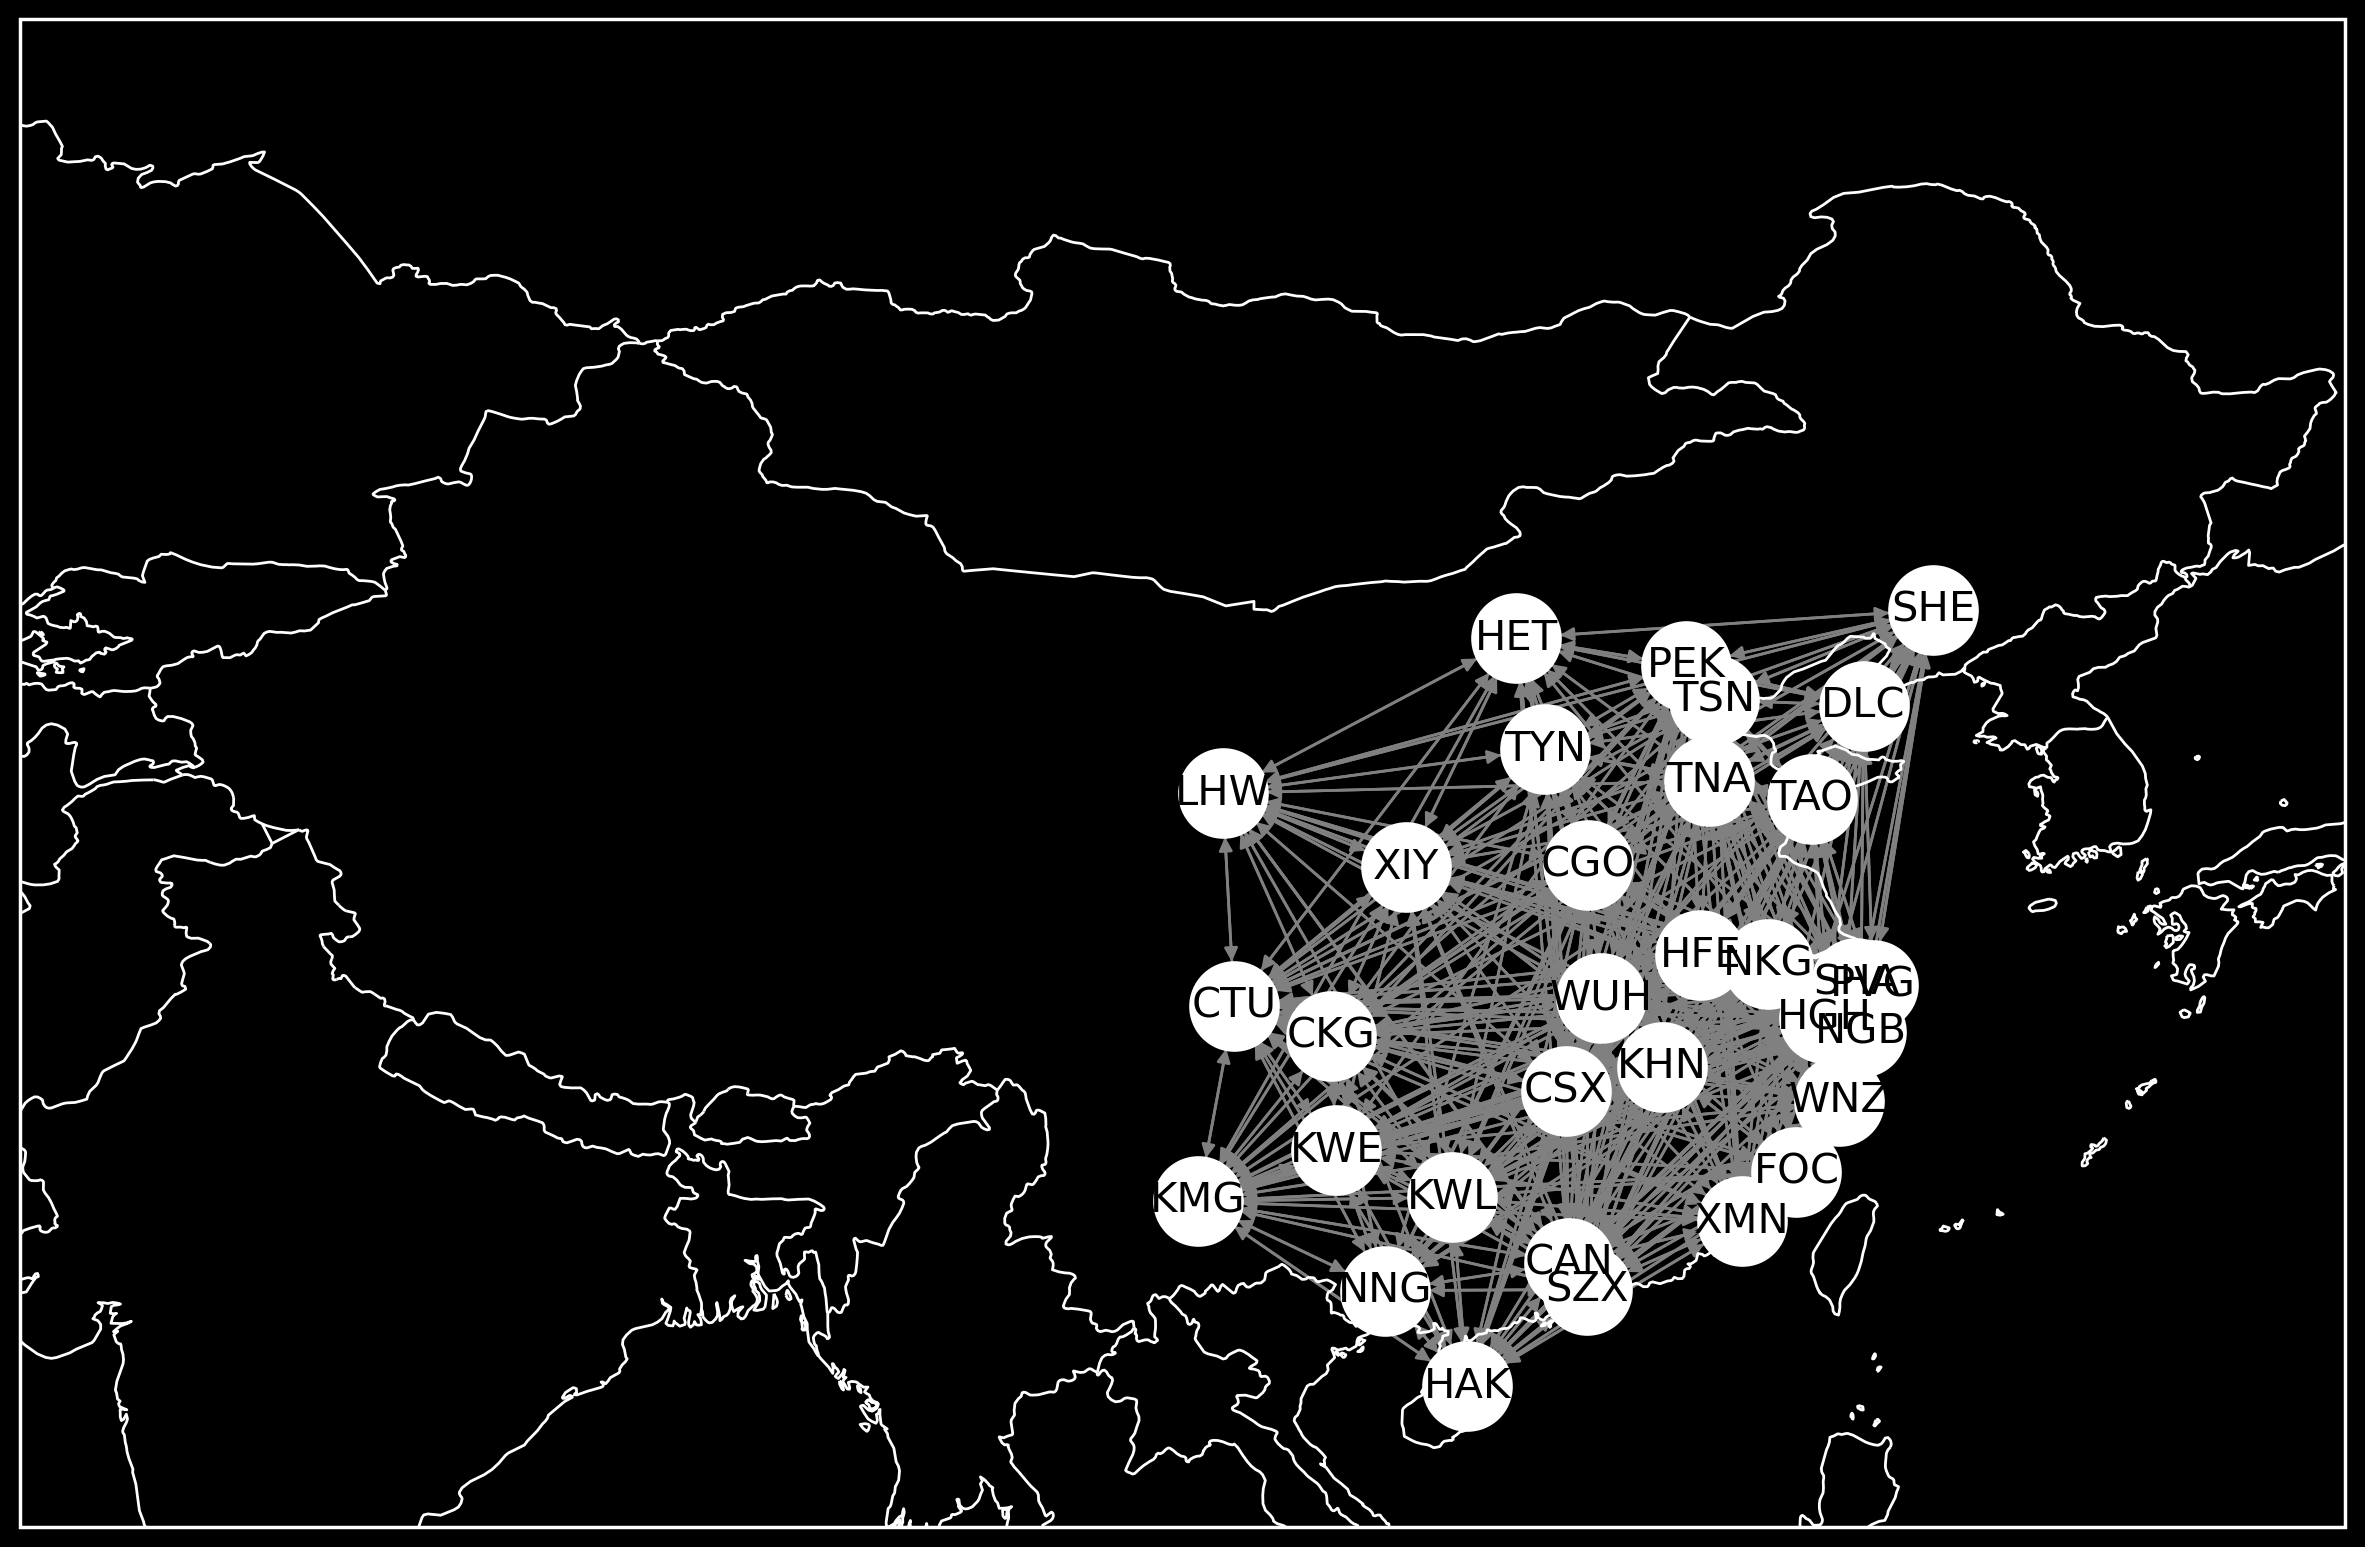 SHE
HET
PEK
TSN
DLC
TYN
TNA
TAO
LHW
XIY
CGO
HFE
NKG
SHA
PVG
CTU
WUH
HGH
NGB
CKG
KHN
CSX
WNZ
KWE
FOC
KMG
KWL
XMN
CAN
NNG
SZX
HAK